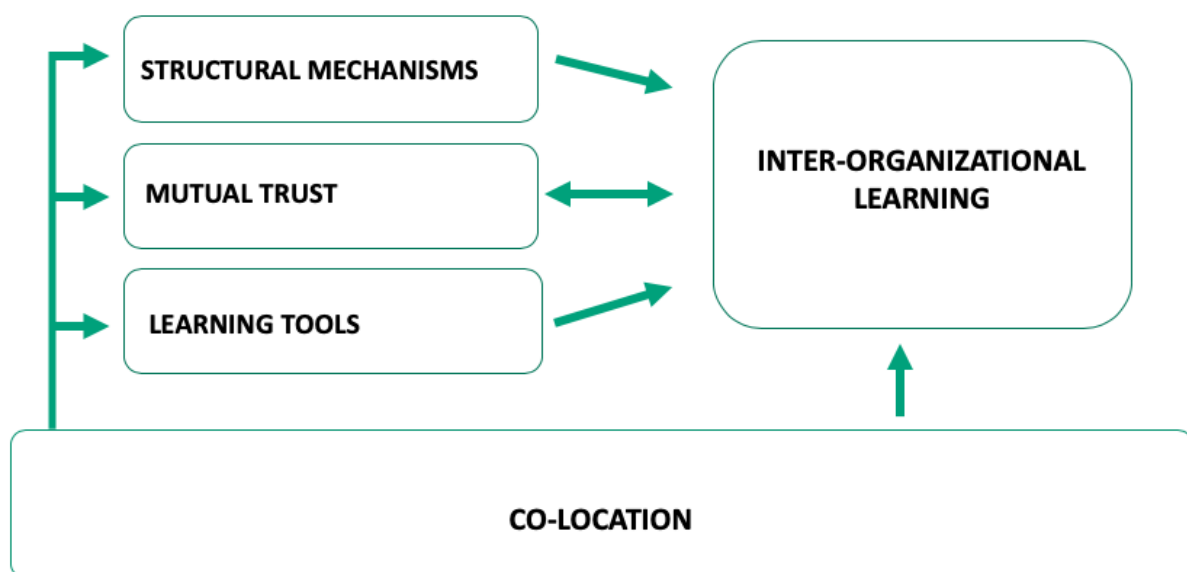 STRUCTURAL MECHANISMS
MUTUAL TRUST
LEARNING TOOLS
INTER-ORGANIZATIONAL
LEARNING
CO-LOCATION